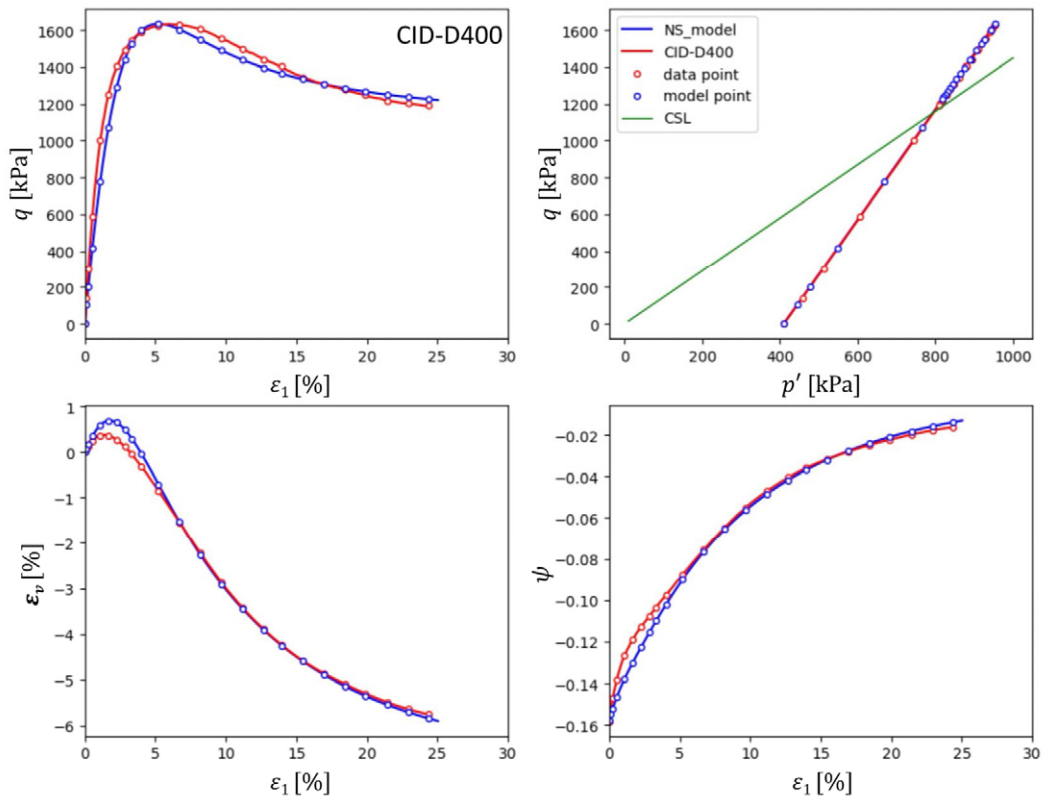 CID-D400
1600
1400
1200
1000
800
600
400
200
0
q [kPa]
0 5 10 15 20 25 30
ε₁ [%]
NS_model
CID-D400
data point
model point
CSL
1600
1400
1200
1000
800
600
400
200
0
q [kPa]
0 200 400 600 800 1000
p′ [kPa]
1
0
−1
−2
−3
−4
−5
−6
εᵥ [%]
0 5 10 15 20 25 30
ε₁ [%]
−0.02
−0.04
−0.06
−0.08
−0.10
−0.12
−0.14
−0.16
ψ
0 5 10 15 20 25 30
ε₁ [%]